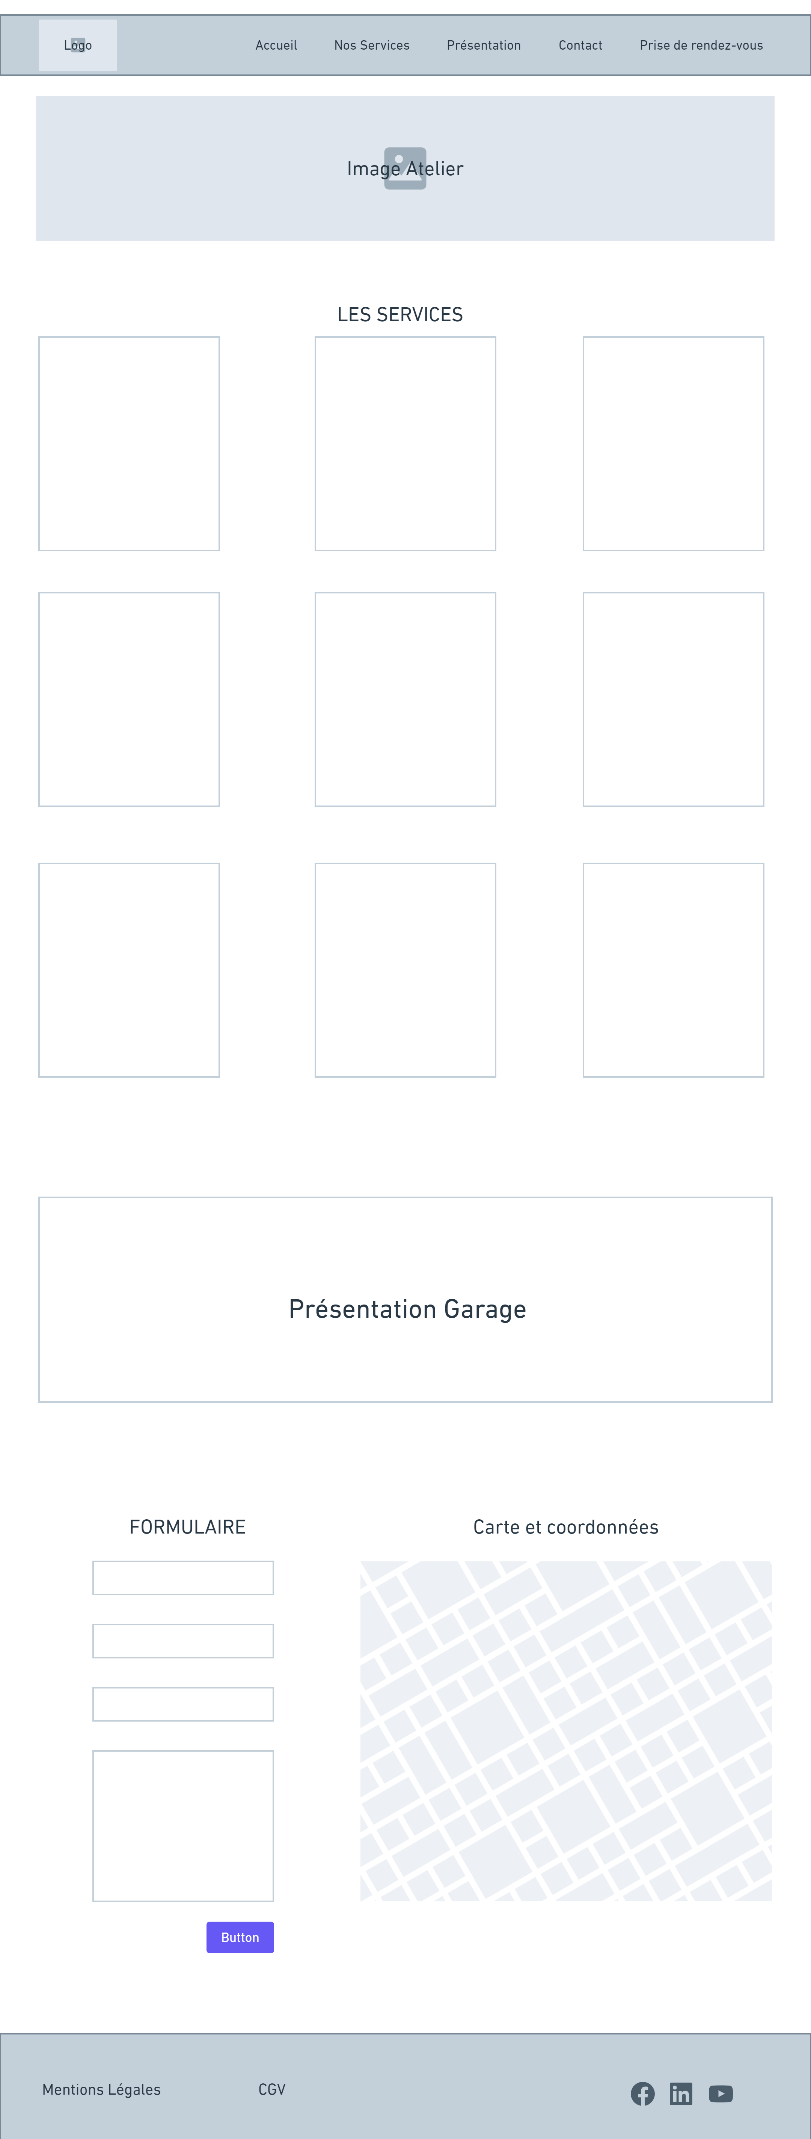 Logo
Accueil
Nos Services
Présentation
Contact
Prise de rendez-vous
Image Atelier
LES SERVICES
Présentation Garage
FORMULAIRE
Carte et coordonnées
Button
Mentions Légales
CGV